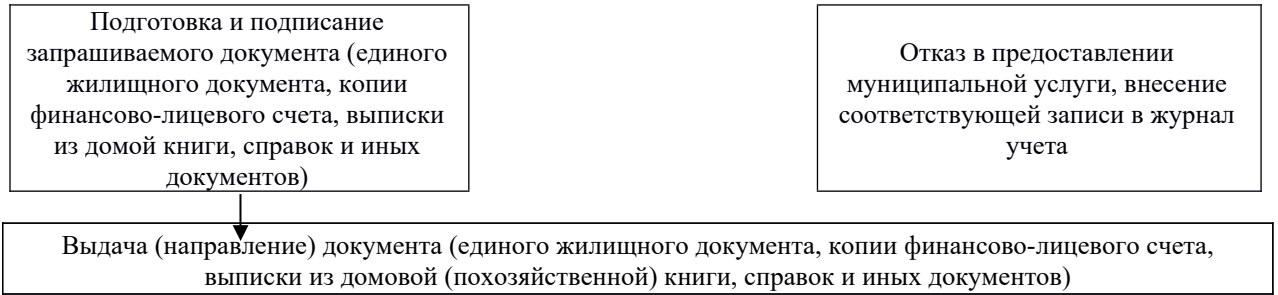 Подготовка и подписание
запрашиваемого документа (единого
жилищного документа, копии
финансово-лицевого счета, выписки
из домой книги, справок и иных
документов)
Отказ в предоставлении
муниципальной услуги, внесение
соответствующей записи в журнал
учета
Выдача (направление) документа (единого жилищного документа, копии финансово-лицевого счета,
выписки из домовой (похозяйственной) книги, справок и иных документов)